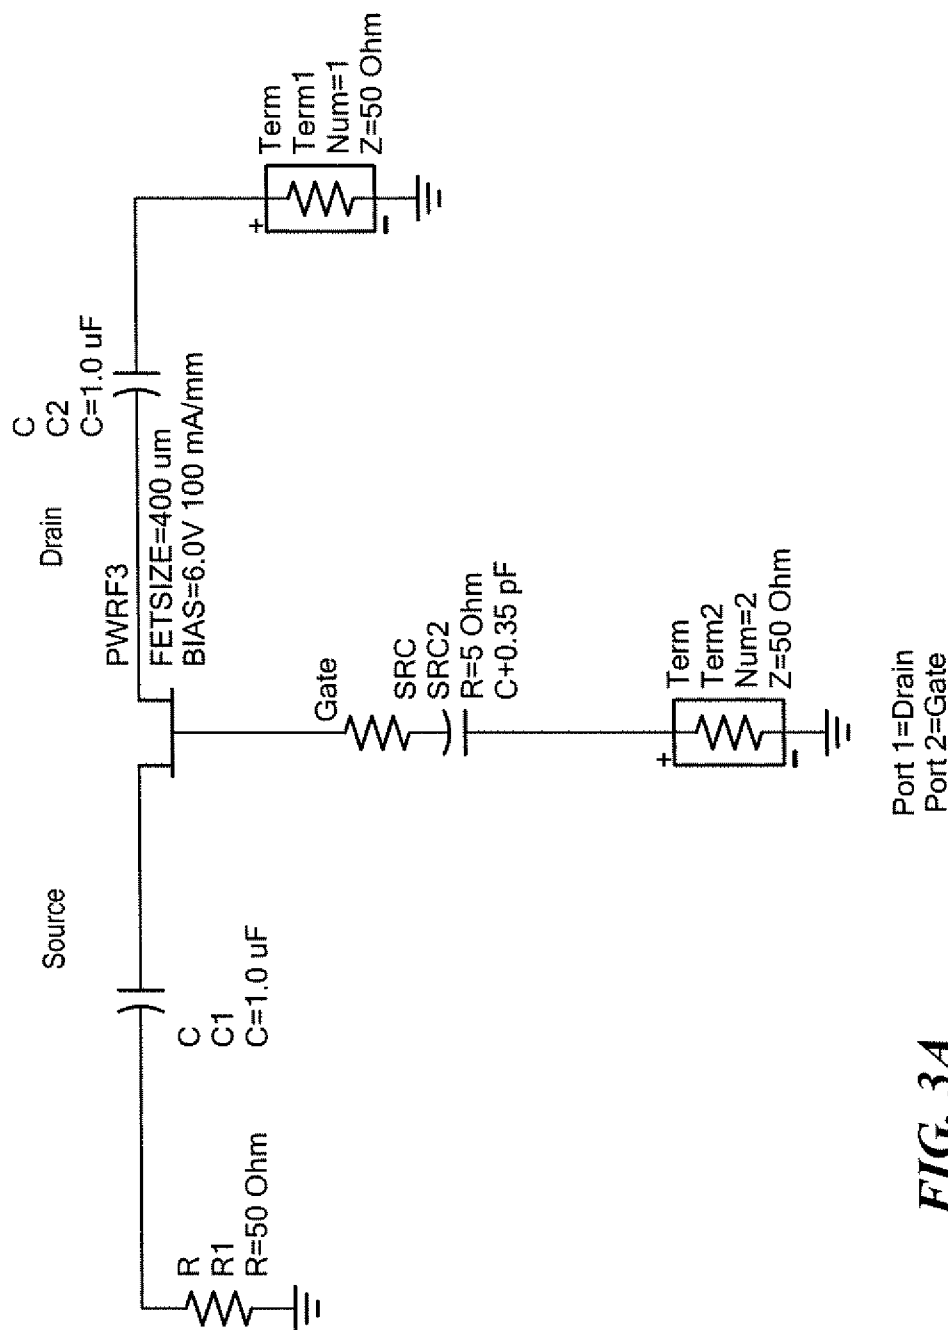 Source
Drain
C
C2
C=1.0 uF
PWRF3
FETSIZE=400 um
BIAS=6.0V 100 mA/mm
C
C1
C=1.0 uF
R
R1
R=50 Ohm
Gate
SRC
SRC2
R=5 Ohm
C+0.35 pF
+
Term
Term1
Num=1
Z=50 Ohm
-
+
Term
Term2
Num=2
Z=50 Ohm
-
Port 1=Drain
Port 2=Gate
FIG. 3A